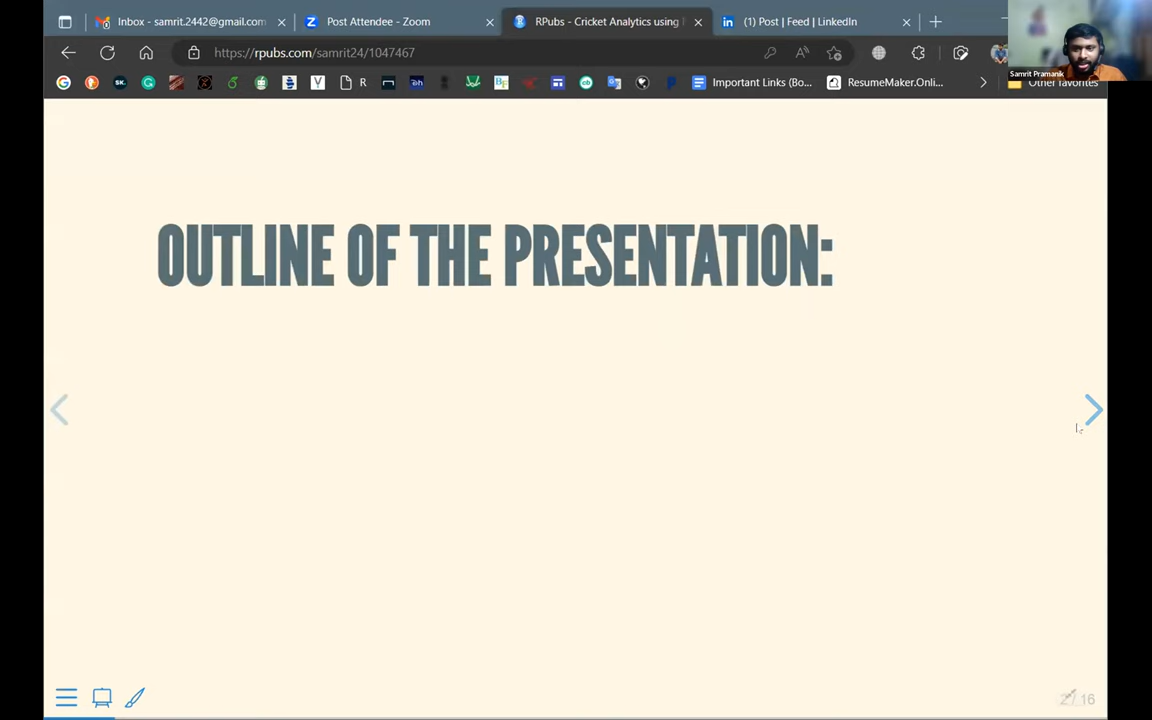 Inbox - samrit.2442@gmail.com
Post Attendee - Zoom
RPubs - Cricket Analytics using
(1) Post | Feed | LinkedIn
https://rpubs.com/samrit24/1047467
R
Important Links (Bo...
ResumeMaker.Onli...
Other favorites
Samrit Pramanik
OUTLINE OF THE PRESENTATION:
2 / 16